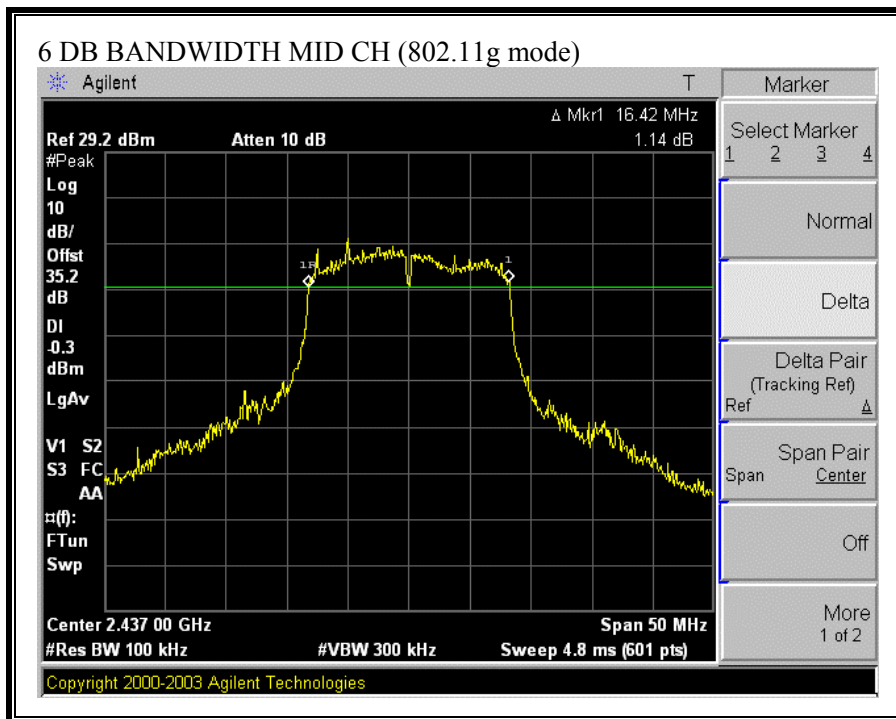 6 DB BANDWIDTH MID CH (802.11g mode)
Agilent T
Marker
Δ Mkr1 16.42 MHz
Ref 29.2 dBm Atten 10 dB 1.14 dB
#Peak
Log
10
dB/
Offst
35.2
dB
DI
-0.3
dBm
LgAv
V1 S2
S3 FC
AA
¤(f):
FTun
Swp
1R
1
Center 2.437 00 GHz Span 50 MHz
#Res BW 100 kHz #VBW 300 kHz Sweep 4.8 ms (601 pts)
Copyright 2000-2003 Agilent Technologies
Select Marker
1 2 3 4
Normal
Delta
Delta Pair
(Tracking Ref)
Ref Δ
Span Pair
Span Center
Off
More
1 of 2